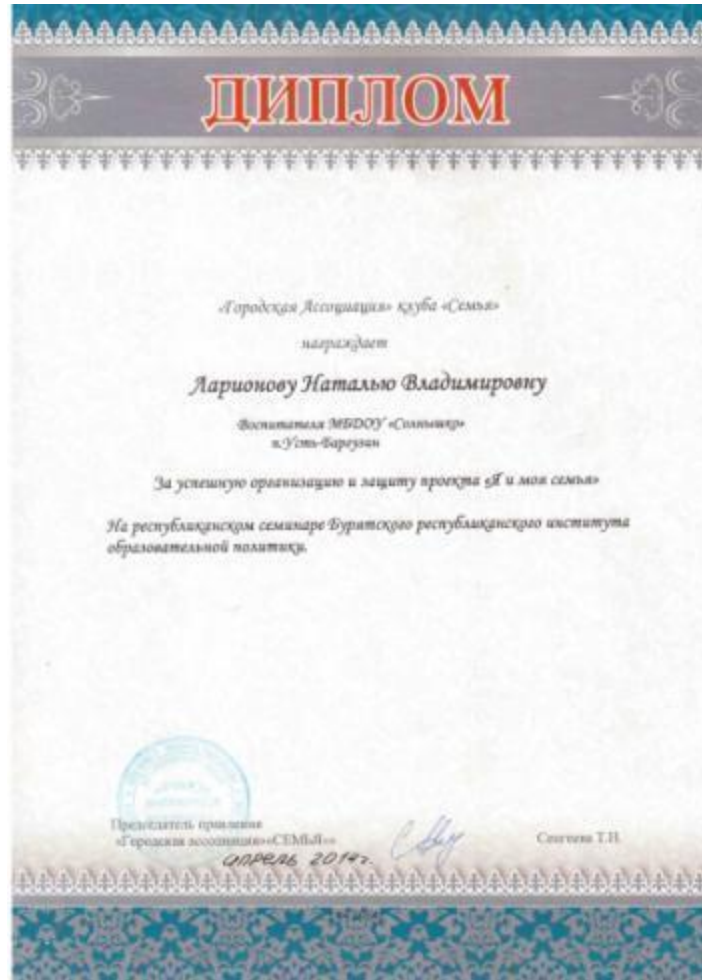 ДИПЛОМ
«Городская Ассоциация» клуба «Семья»
награждает
Ларионову Наталью Владимировну
Воспитателя МБДОУ «Солнышко»
п.Усть-Баргузин
За успешную организацию и защиту проекта «Я и моя семья»
На республиканском семинаре Бурятского республиканского института
образовательной политики.
Председатель правления
«Городская ассоциация»«СЕМЬЯ»
Т.И.
апрель 2014г.